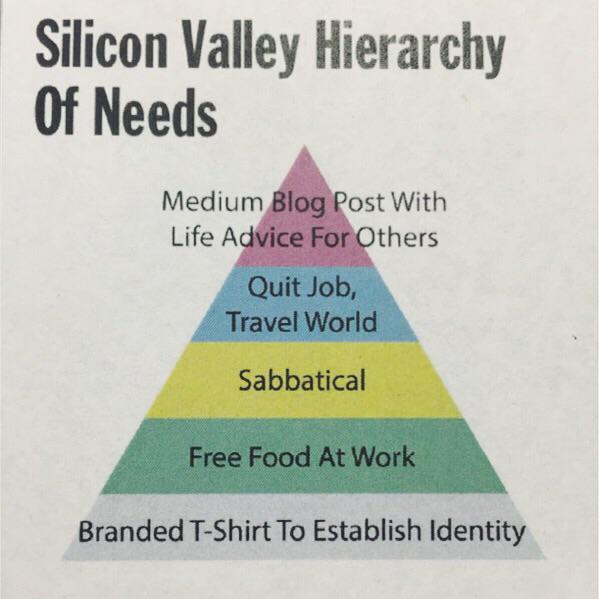 Silicon Valley Hierarchy
Of Needs
Medium Blog Post With
Life Advice For Others
Quit Job,
Travel World
Sabbatical
Free Food At Work
Branded T-Shirt To Establish Identity